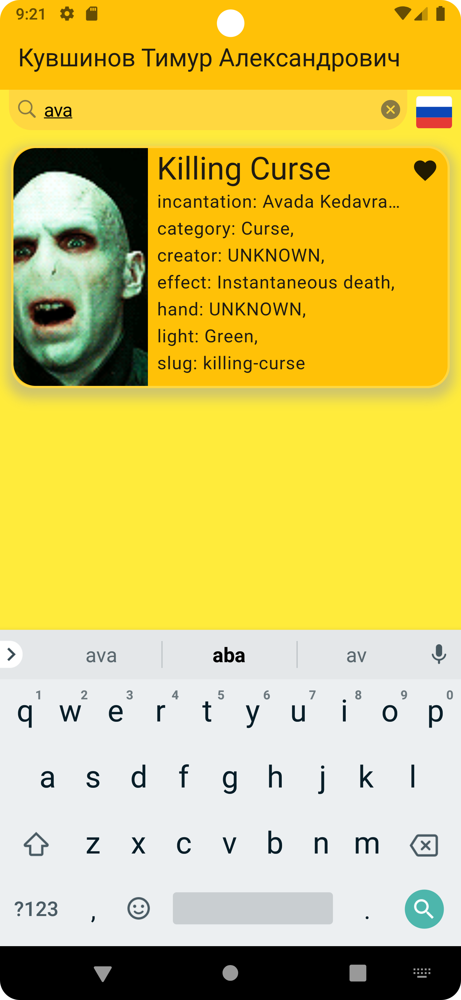 9:21
Кувшинов Тимур Александрович
ava
Killing Curse
incantation: Avada Kedavra…
category: Curse,
creator: UNKNOWN,
effect: Instantaneous death,
hand: UNKNOWN,
light: Green,
slug: killing-curse
ava aba av
1 2 3 4 5 6 7 8 9 0
q w e r t y u i o p
a s d f g h j k l
z x c v b n m
?123 , .